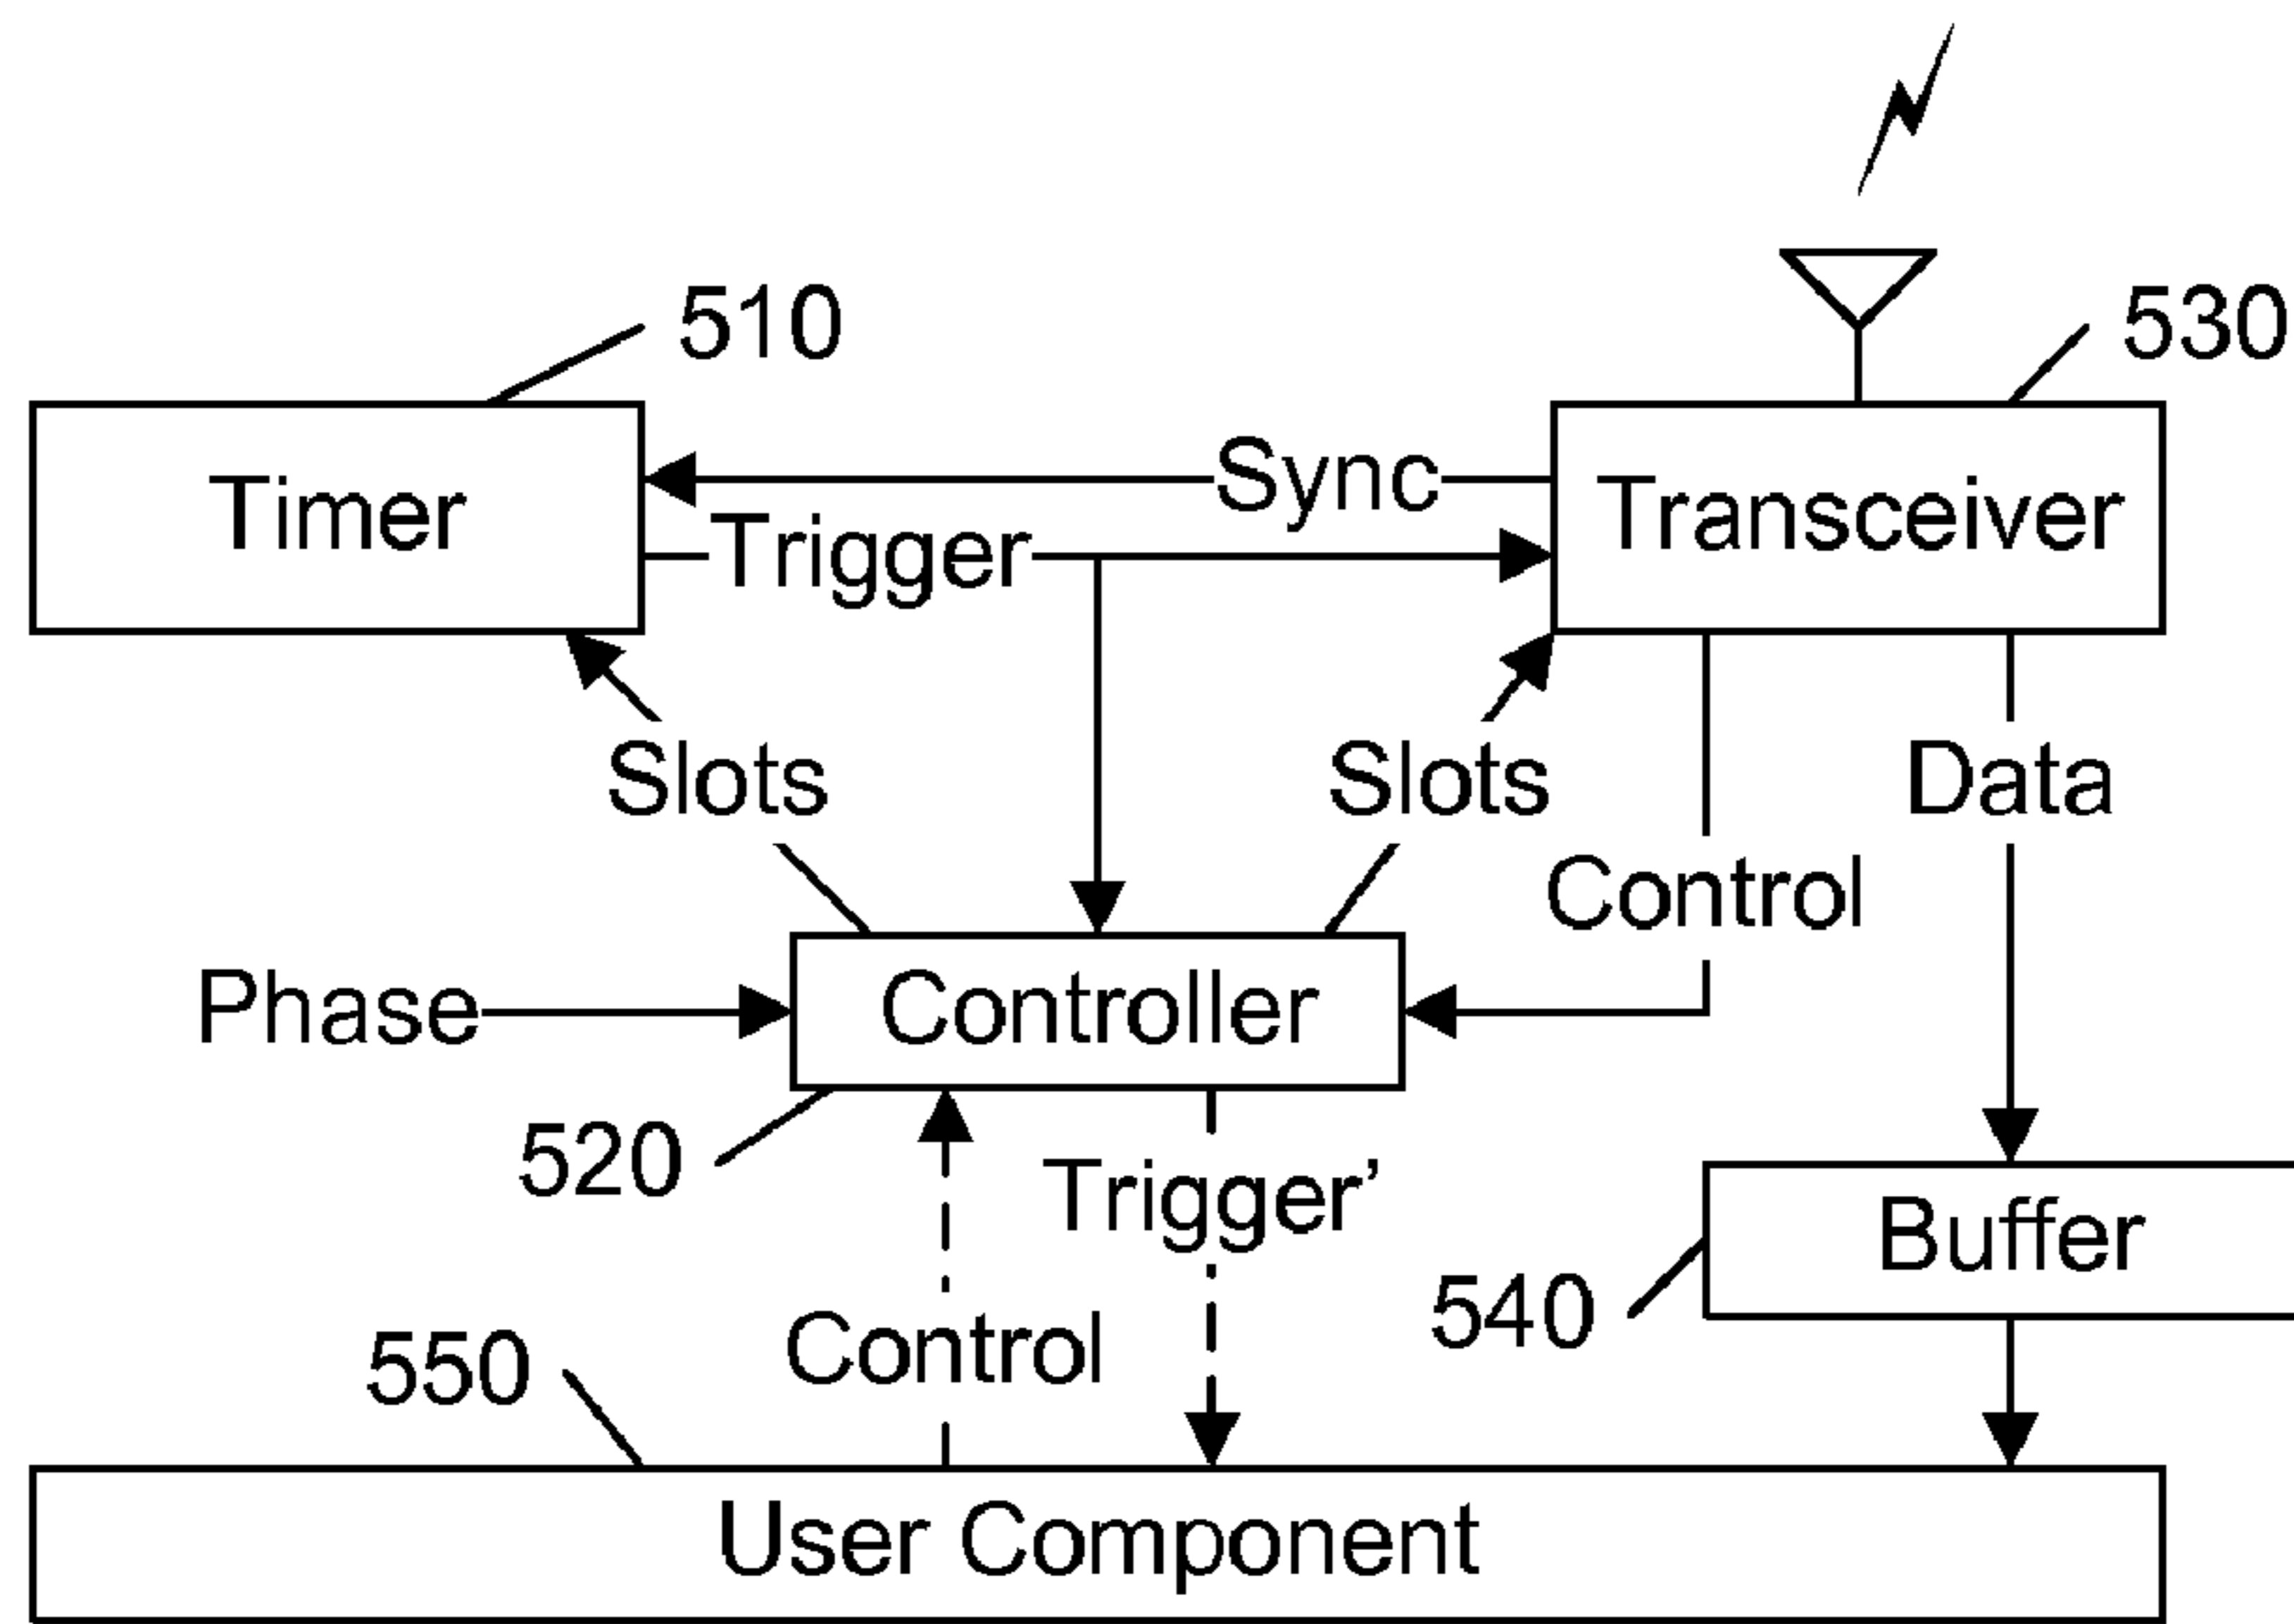 510
530
Timer
Sync
Transceiver
Trigger
Slots
Slots
Data
Control
Phase
Controller
520
Trigger’
Buffer
540
Control
550
User Component